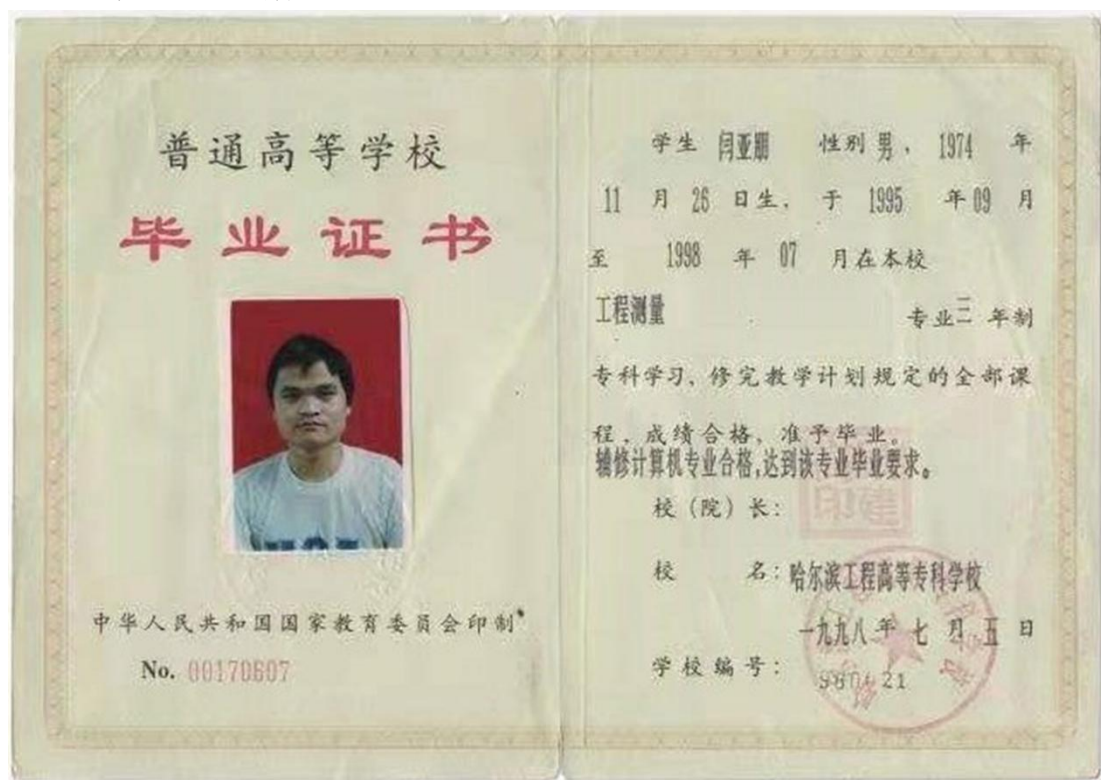 普通高等学校
毕业证书
中华人民共和国国家教育委员会印制
No. 00170607
学生 闫亚朋 性别 男, 1974 年
11 月 26 日生, 于 1995 年 09 月
至 1998 年 07 月在本校
工程测量 专业三年制
专科学习、修完教学计划规定的全部课
程, 成绩合格, 准予毕业。
辅修计算机专业合格,达到该专业毕业要求。
校(院)长:
印建
校 名: 哈尔滨工程高等专科学校
一九九八年 七 月 五 日
学校编号: